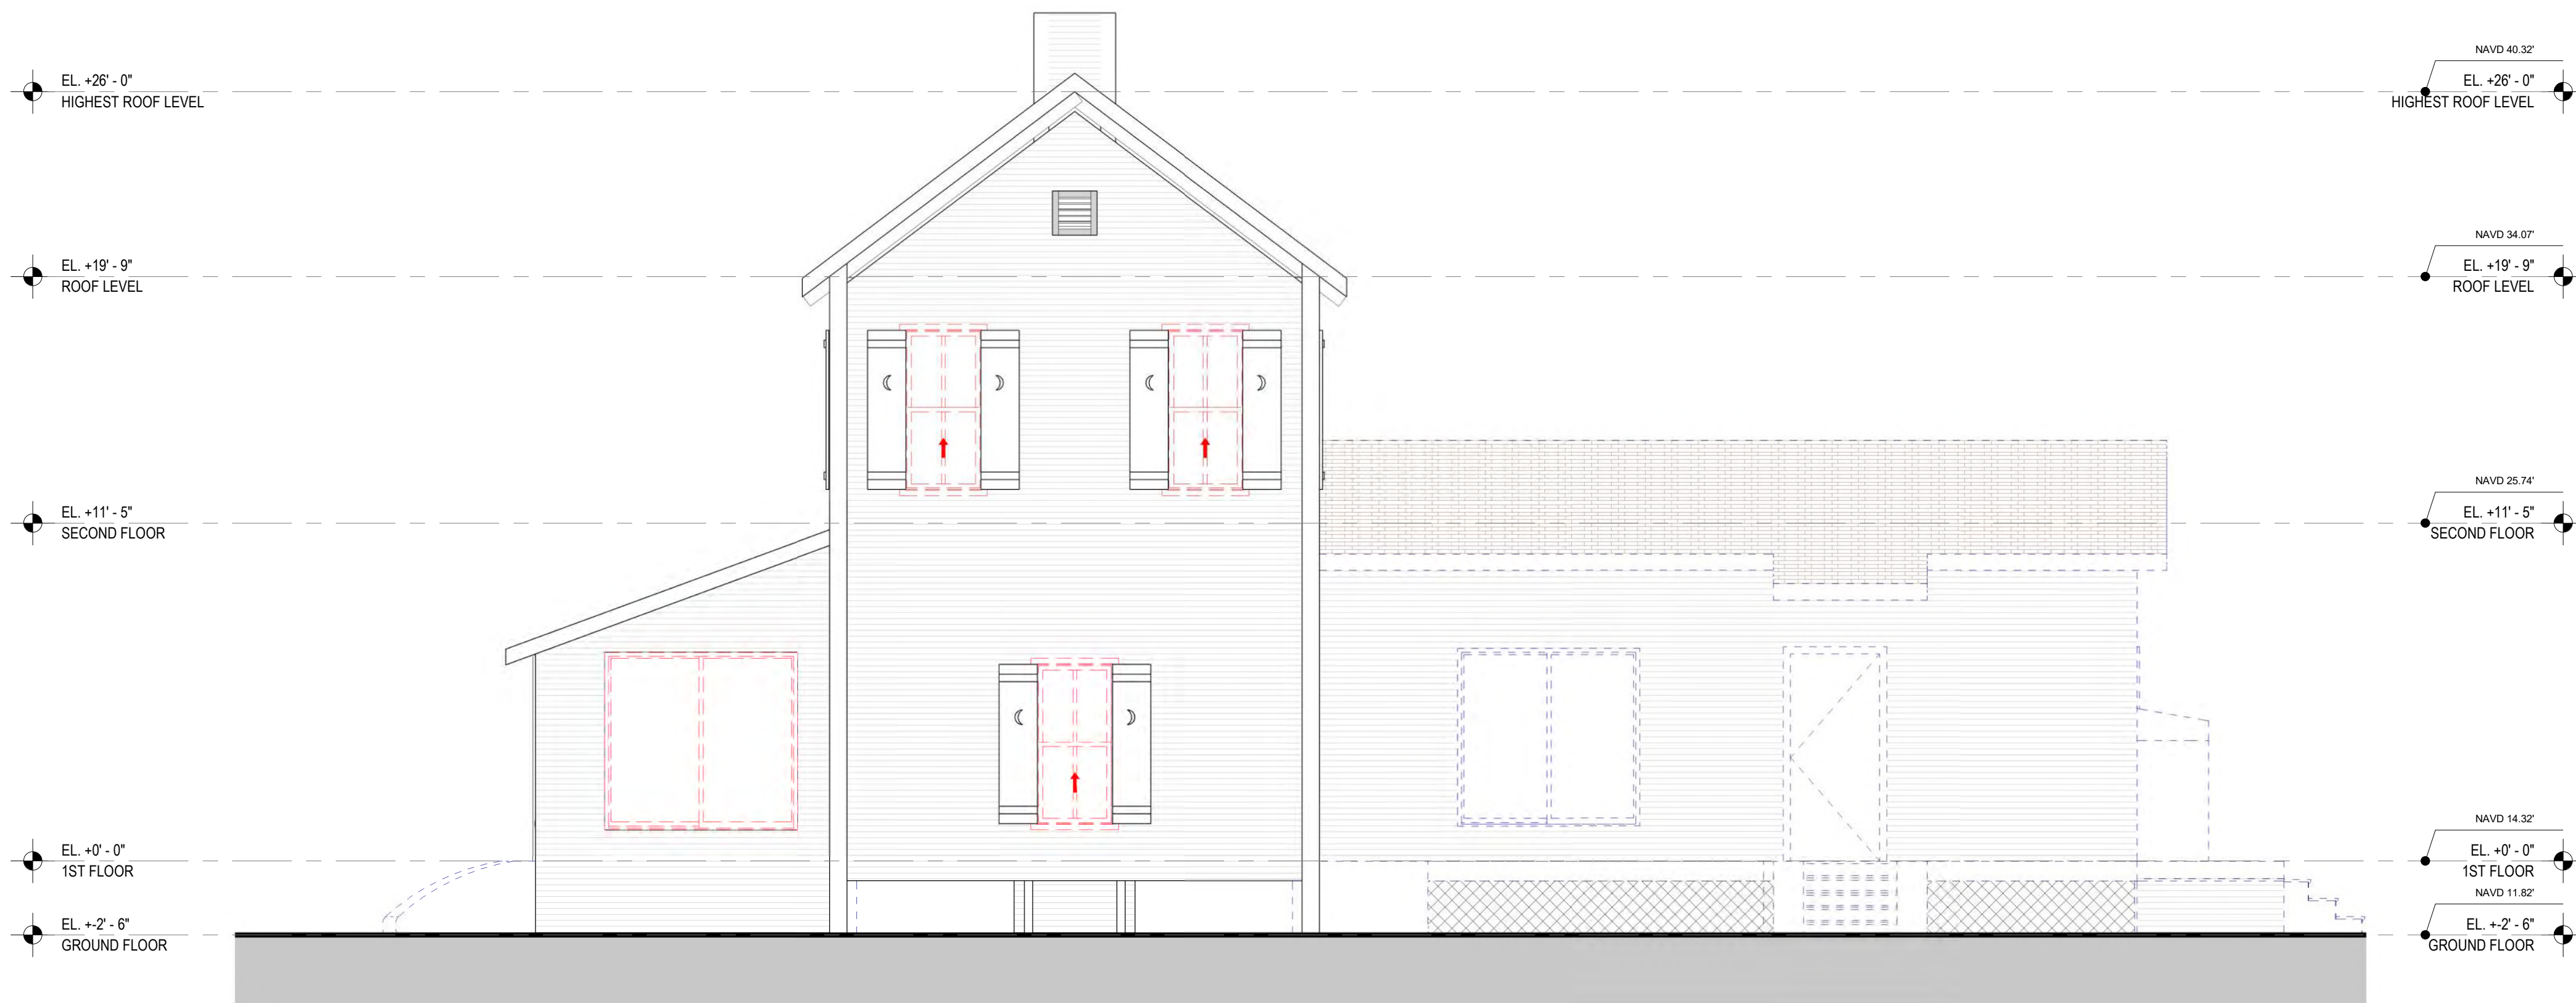 EL. +26' - 0"
HIGHEST ROOF LEVEL
EL. +19' - 9"
ROOF LEVEL
EL. +11' - 5"
SECOND FLOOR
EL. +0' - 0"
1ST FLOOR
EL. +-2' - 6"
GROUND FLOOR
NAVD 40.32'
EL. +26' - 0"
HIGHEST ROOF LEVEL
NAVD 34.07'
EL. +19' - 9"
ROOF LEVEL
NAVD 25.74'
EL. +11' - 5"
SECOND FLOOR
NAVD 14.32'
EL. +0' - 0"
1ST FLOOR
NAVD 11.82'
EL. +-2' - 6"
GROUND FLOOR